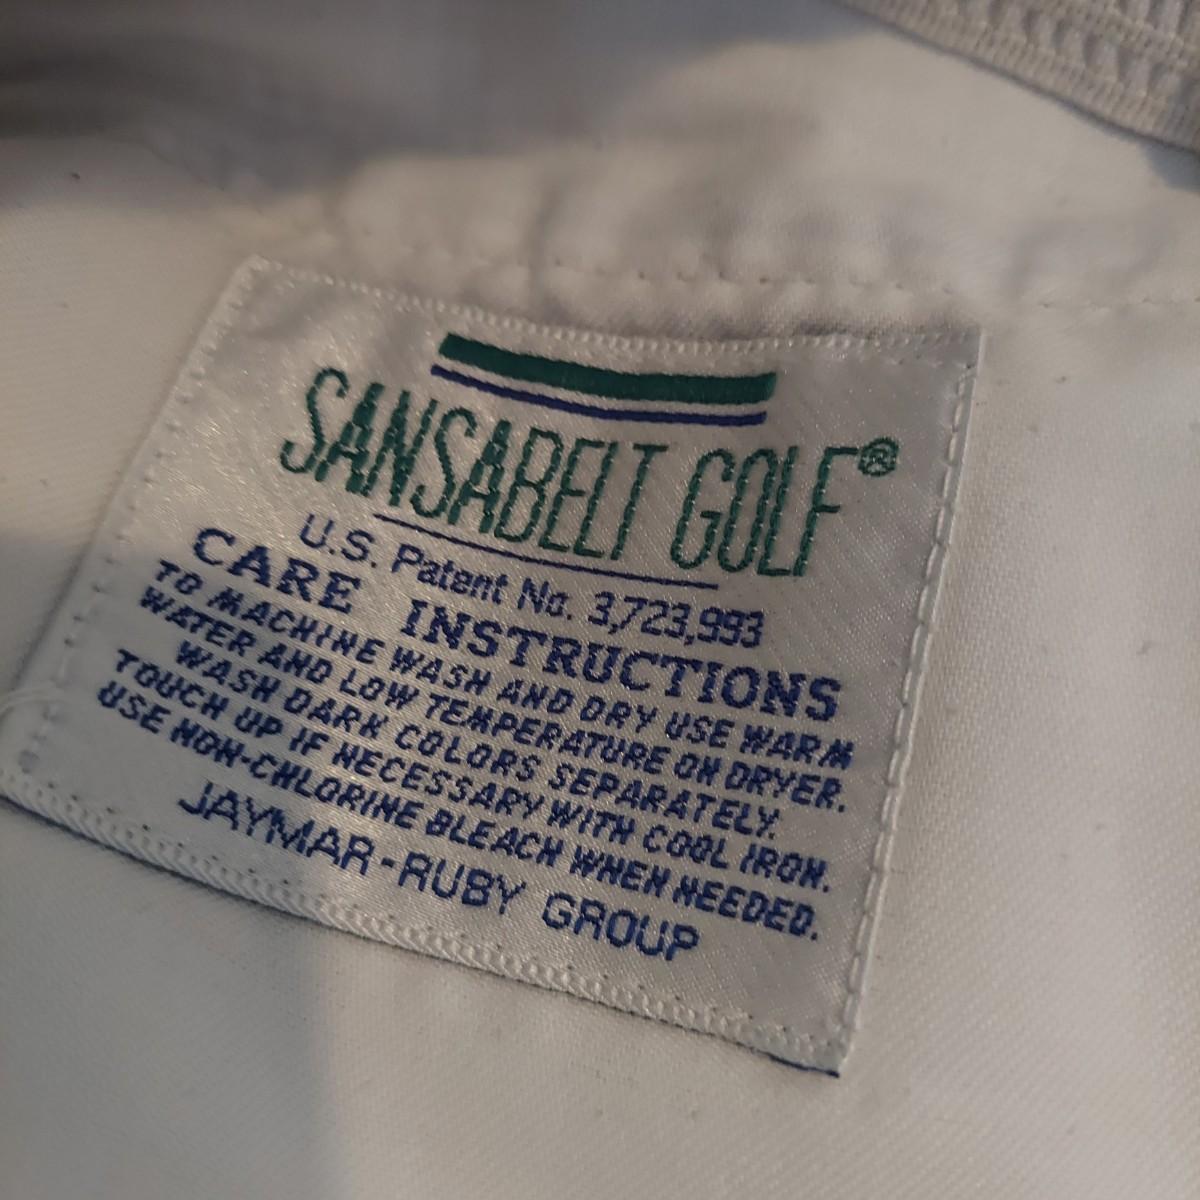 SANSABELT GOLF®
U.S. Patent No. 3,723,993
CARE INSTRUCTIONS
TO MACHINE WASH AND DRY USE WARM
WATER AND LOW TEMPERATURE ON DRYER.
WASH DARK COLORS SEPARATELY.
TOUCH UP IF NECESSARY WITH COOL IRON.
USE NON-CHLORINE BLEACH WHEN NEEDED.
JAYMAR-RUBY GROUP